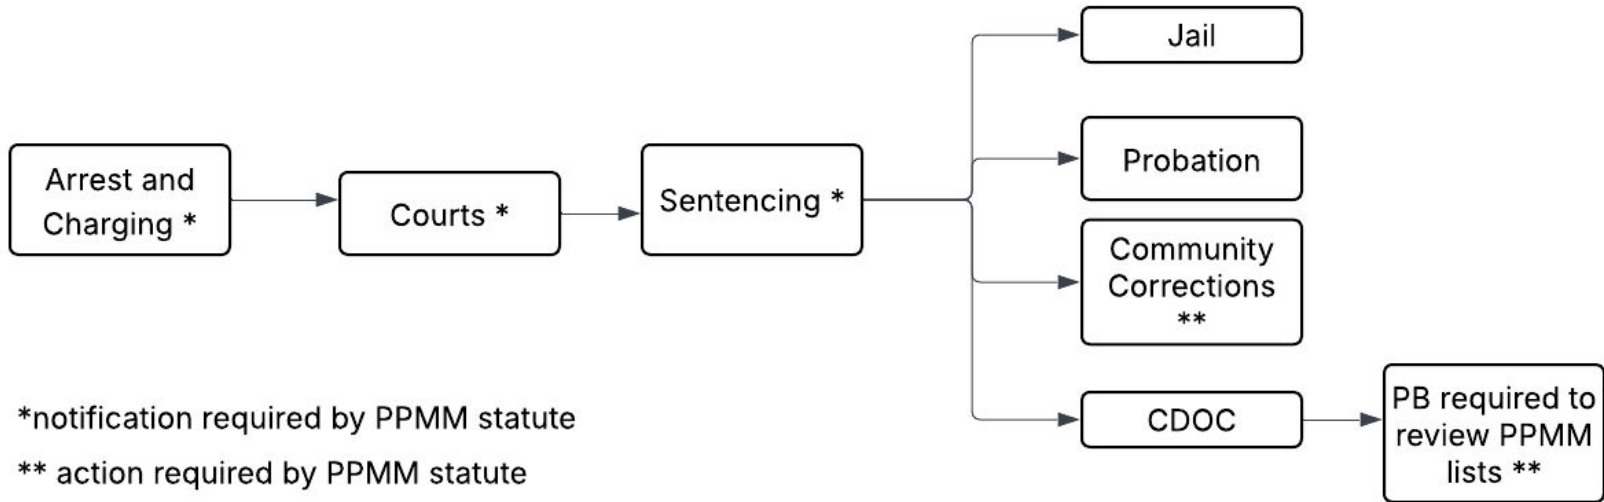 Arrest and
Charging *
Courts *
Sentencing *
Jail
Probation
Community
Corrections
**
CDOC
PB required to
review PPMM
lists **
*notification required by PPMM statute
** action required by PPMM statute